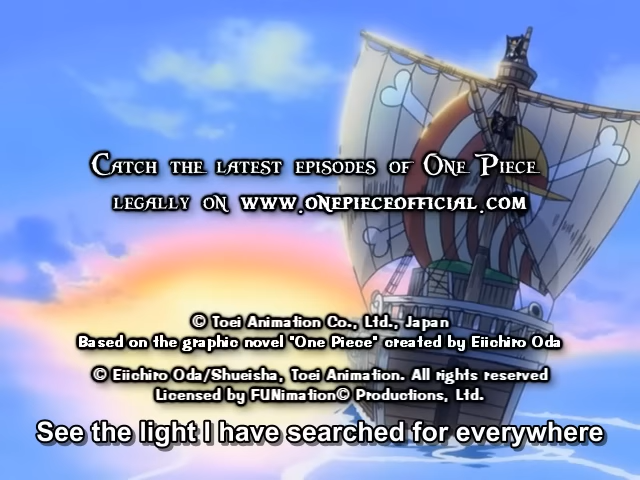 Catch the latest episodes of One Piece
legally on www.onepieceofficial.com
© Toei Animation Co., Ltd., Japan
Based on the graphic novel "One Piece" created by Eiichiro Oda
© Eiichiro Oda/Shueisha, Toei Animation. All rights reserved
Licensed by FUNimation© Productions, Ltd.
See the light I have searched for everywhere